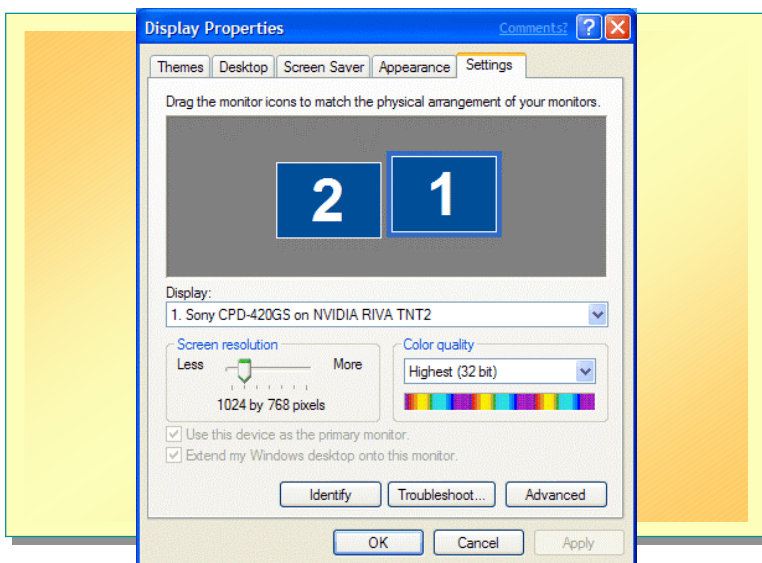 Display Properties Comments? ?
Themes Desktop Screen Saver Appearance Settings
Drag the monitor icons to match the physical arrangement of your monitors.
2 1
Display:
1. Sony CPD-420GS on NVIDIA RIVA TNT2
Screen resolution Color quality
Less More Highest (32 bit)
1024 by 768 pixels
Use this device as the primary monitor.
Extend my Windows desktop onto this monitor.
Identify Troubleshoot... Advanced
OK Cancel Apply